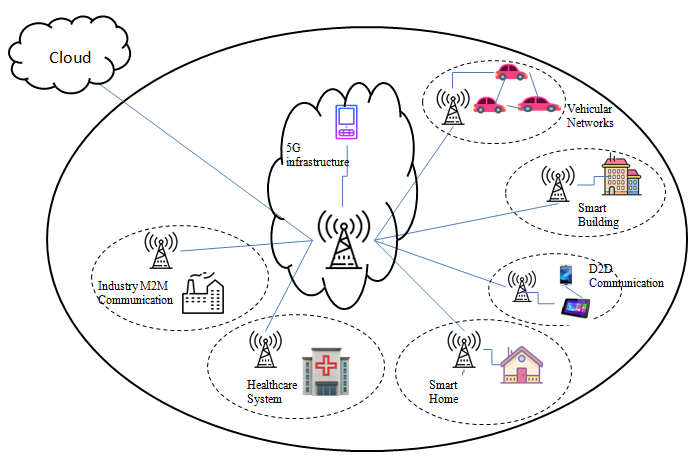 Cloud
5G
infrastructure
Vehicular
Networks
Smart
Building
D2D
Communication
Industry M2M
Communication
Healthcare
System
Smart
Home